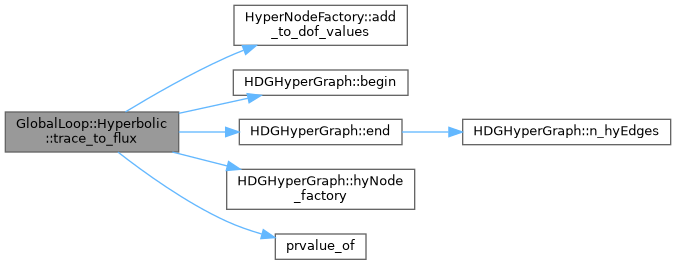 GlobalLoop::Hyperbolic
::trace_to_flux
HyperNodeFactory::add
_to_dof_values
HDGHyperGraph::begin
HDGHyperGraph::end
HDGHyperGraph::n_hyEdges
HDGHyperGraph::hyNode
_factory
prvalue_of